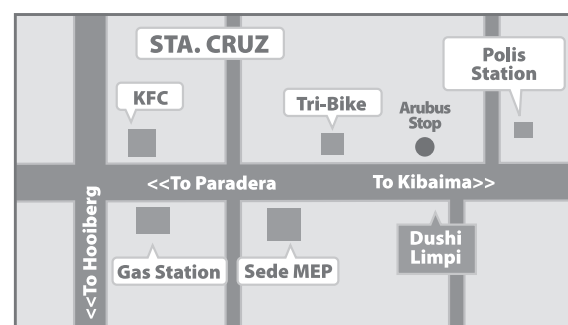 STA. CRUZ
Polis
Station
KFC
Tri-Bike
Arubus
Stop
<<To Paradera
To Kibaima>>
<<To Hooiberg
Gas Station
Sede MEP
Dushi
Limpi